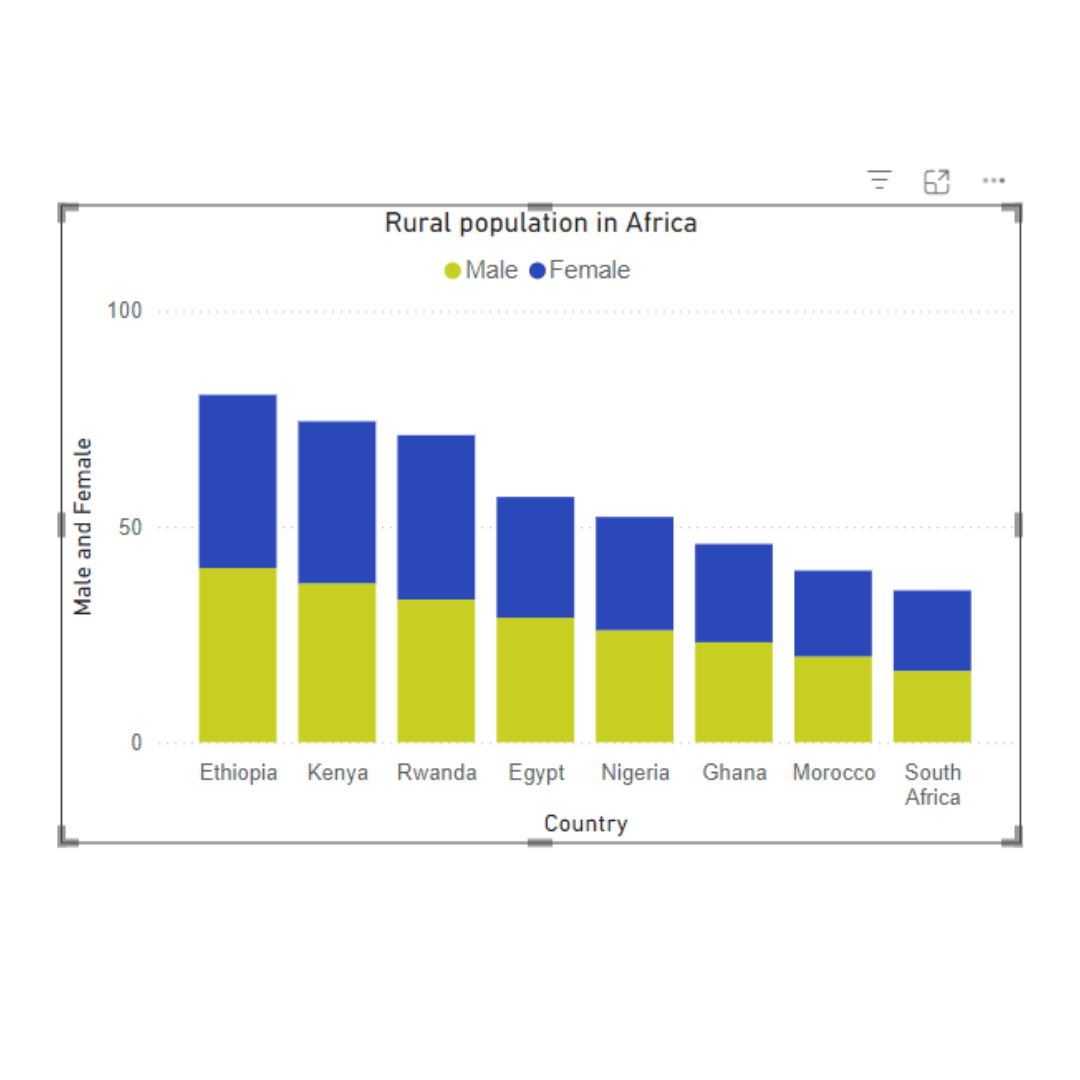 Rural population in Africa
Male Female
100
50
0
Male and Female
Ethiopia Kenya Rwanda Egypt Nigeria Ghana Morocco South Africa
Country